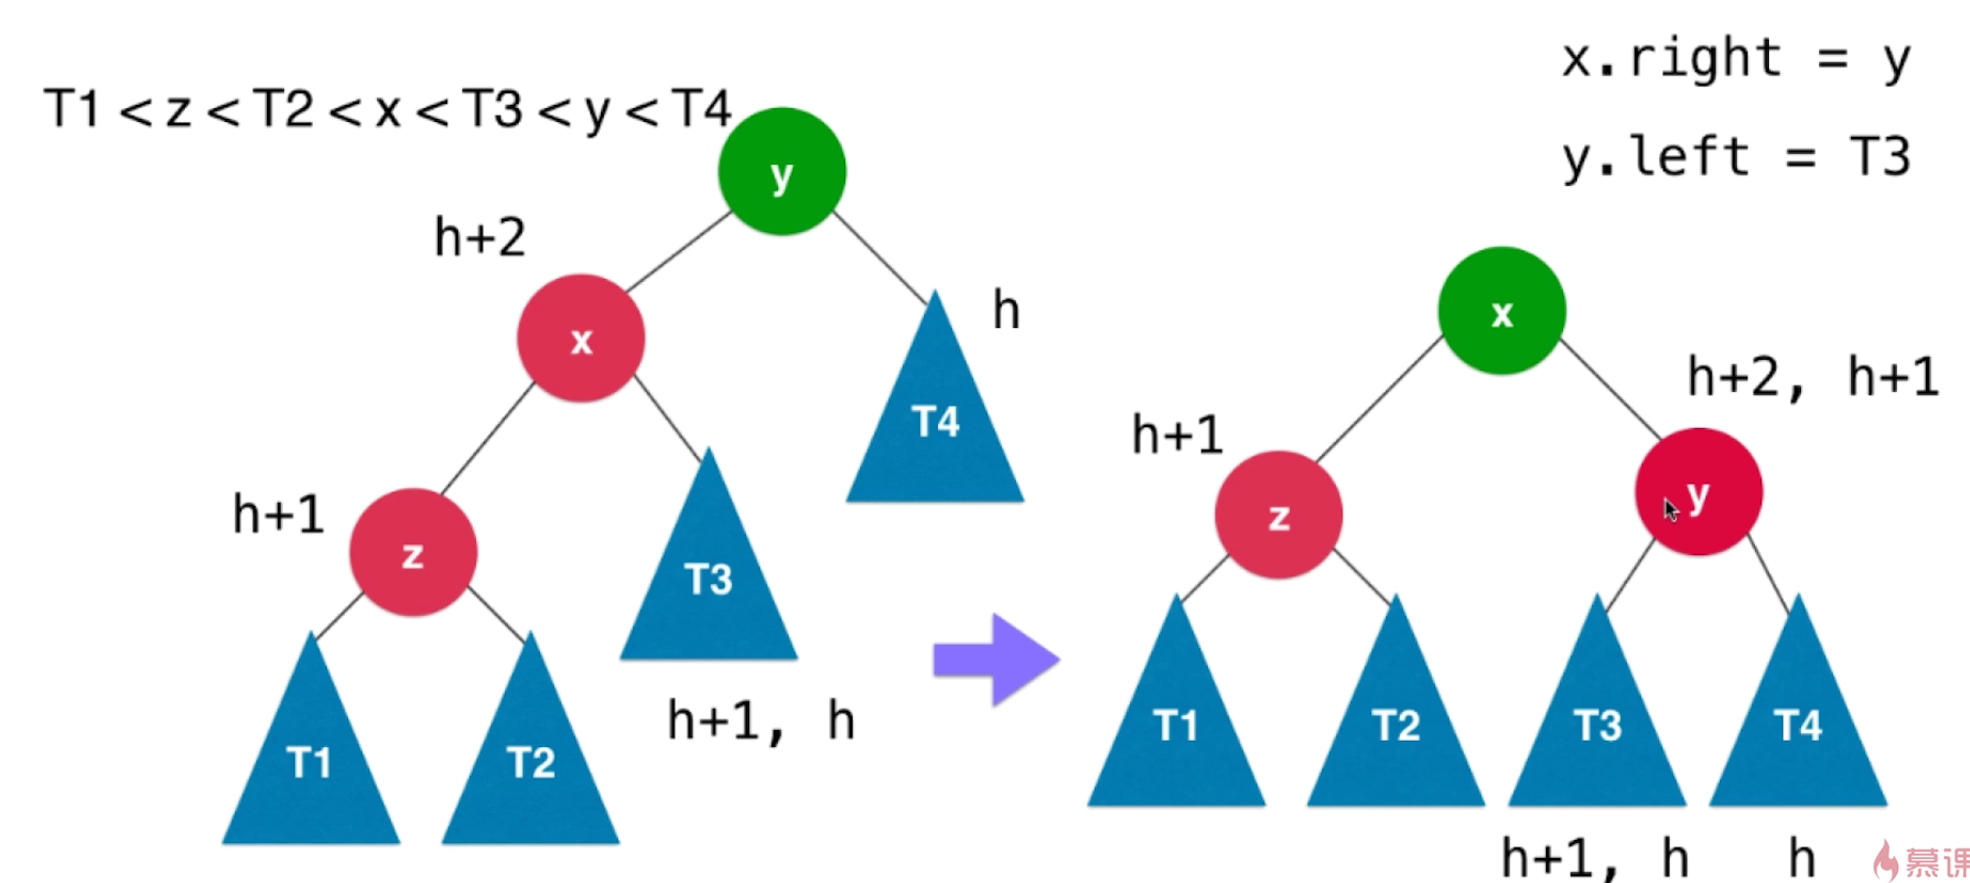 x.right = y
T1 < z < T2 < x < T3 < y < T4
y.left = T3
y
h+2
h
x
x
T4
h+2, h+1
h+1
h+1
z
z
y
T3
T1
T2
h+1, h
T1
T2
T3
T4
h+1, h
h
慕课